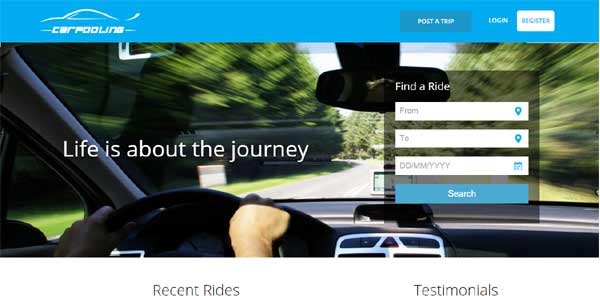 CARPOOLING
POST A TRIP
LOGIN
REGISTER
Find a Ride
From
To
DD/MM/YYYY
Search
Life is about the journey
Recent Rides
Testimonials